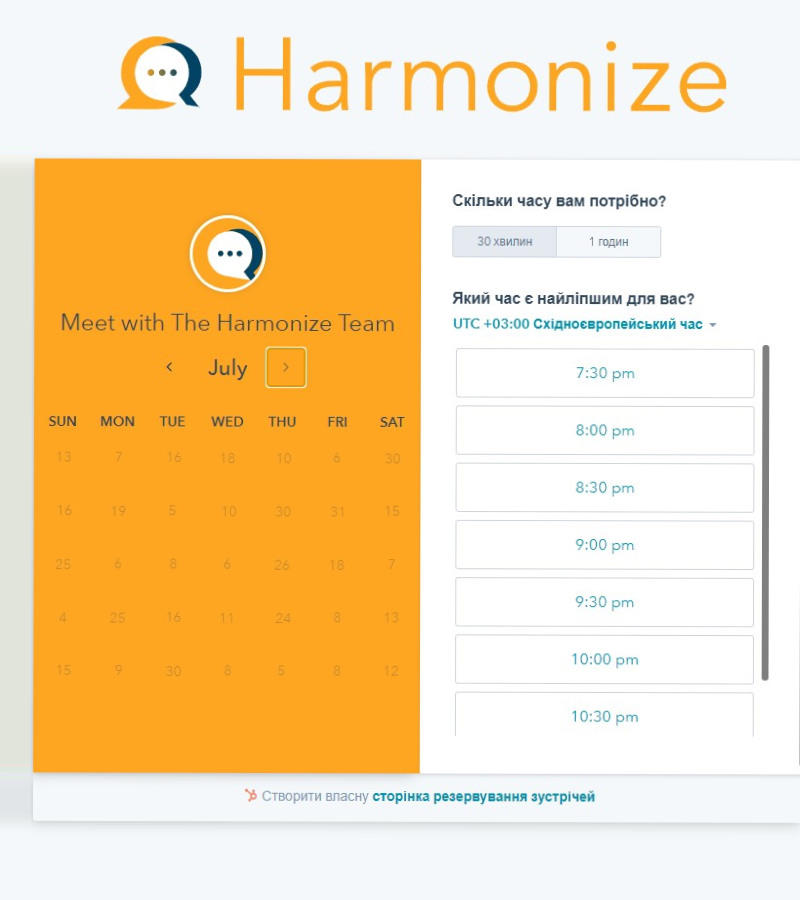 Harmonize
Meet with The Harmonize Team
July
SUN MON TUE WED THU FRI SAT
13 7 16 18 10 6 30
16 19 5 10 30 31 15
25 6 8 6 26 18 7
4 25 16 11 24 8 13
15 9 30 8 5 8 12
Скільки часу вам потрібно?
30 хвилин 1 годин
Який час є найліпшим для вас?
UTC +03:00 Східноєвропейський час
7:30 pm
8:00 pm
8:30 pm
9:00 pm
9:30 pm
10:00 pm
10:30 pm
Створити власну сторінка резервування зустрічей